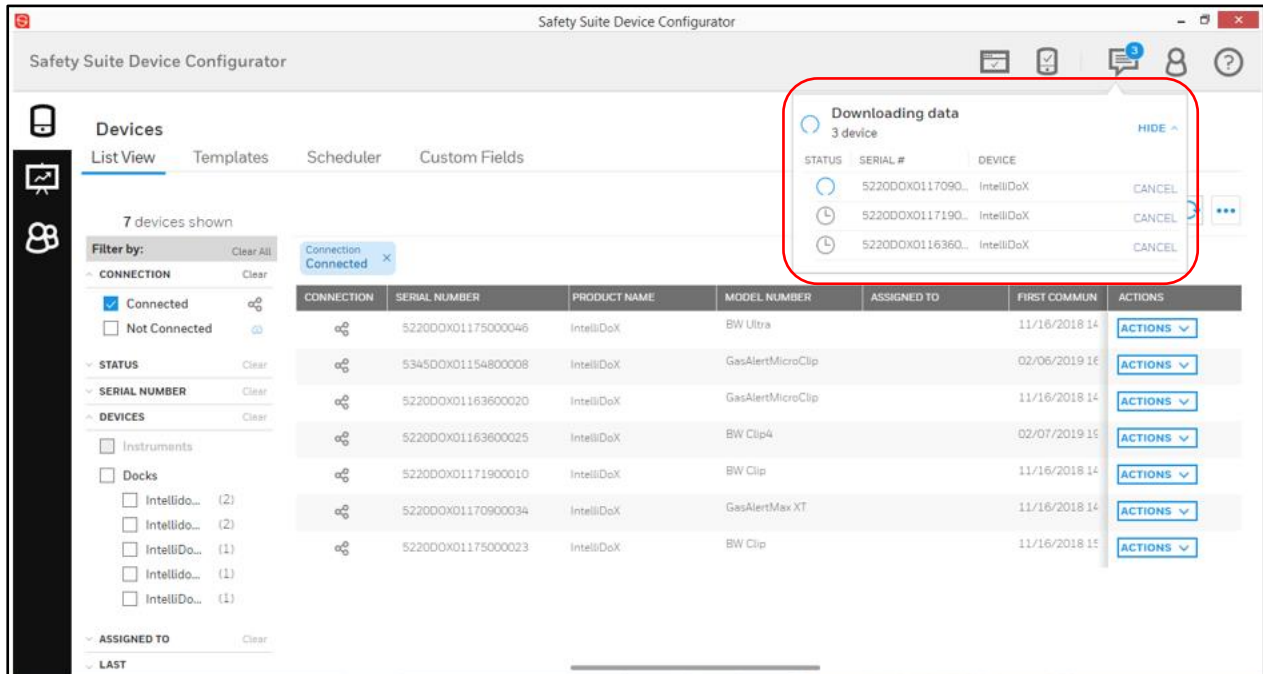 Safety Suite Device Configurator
Safety Suite Device Configurator
3
Downloading data
3 device
HIDE
STATUS SERIAL # DEVICE
5220DOX0117090... IntelliDoX CANCEL
5220DOX0117190... IntelliDoX CANCEL
5220DOX0116360... IntelliDoX CANCEL
Devices
List View Templates Scheduler Custom Fields
7 devices shown
Filter by: Clear All
CONNECTION Clear
Connected
Not Connected
STATUS Clear
SERIAL NUMBER Clear
DEVICES Clear
Instruments
Docks
Intellido... (2)
Intellido... (2)
IntelliDo... (1)
Intellido... (1)
IntelliDo... (1)
ASSIGNED TO Clear
LAST
Connection
Connected ×
CONNECTION SERIAL NUMBER PRODUCT NAME MODEL NUMBER ASSIGNED TO FIRST COMMUN ACTIONS
5220DOX01175000046 IntelliDoX BW Ultra 11/16/2018 14 ACTIONS
5345DOX01154800008 IntelliDoX GasAlertMicroClip 02/06/2019 16 ACTIONS
5220DOX01163600020 IntelliDoX GasAlertMicroClip 11/16/2018 14 ACTIONS
5220DOX01163600025 IntelliDoX BW Clip4 02/07/2019 19 ACTIONS
5220DOX01171900010 IntelliDoX BW Clip 11/16/2018 14 ACTIONS
5220DOX01170900034 IntelliDoX GasAlertMax XT 11/16/2018 14 ACTIONS
5220DOX01175000023 IntelliDoX BW Clip 11/16/2018 15 ACTIONS